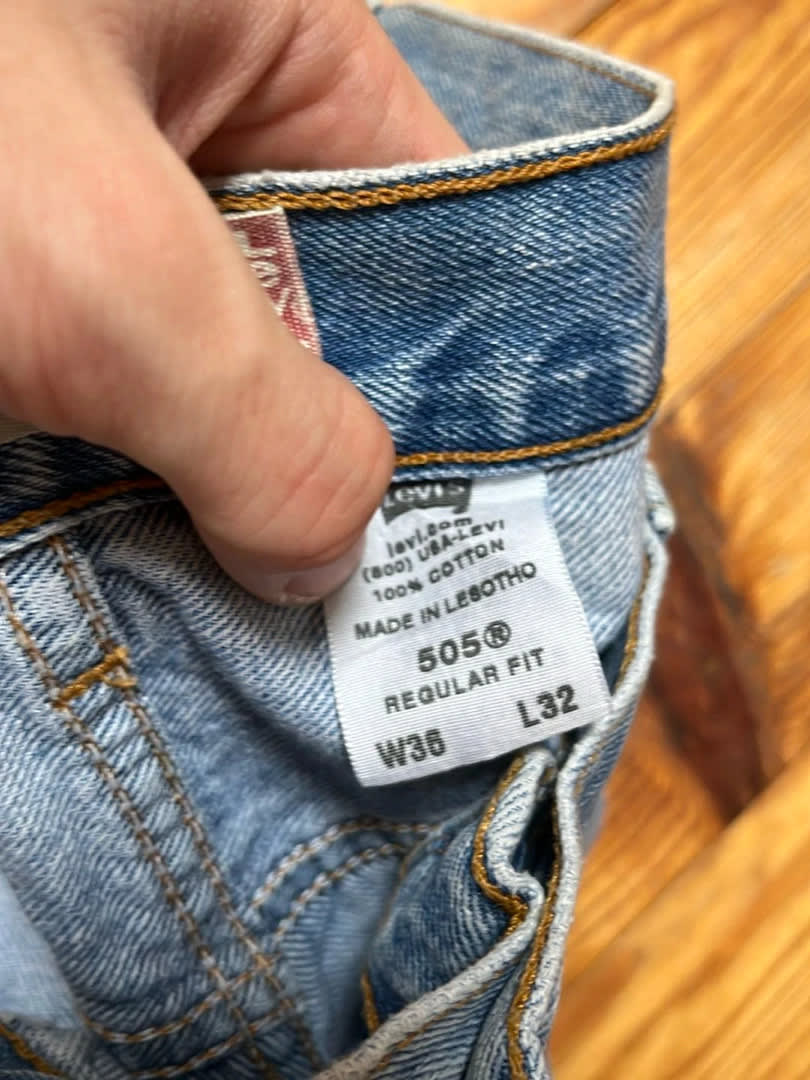 Levi's
levi.com
(800) USA-LEVI
100% COTTON
MADE IN LESOTHO
505®
REGULAR FIT
W36 L32